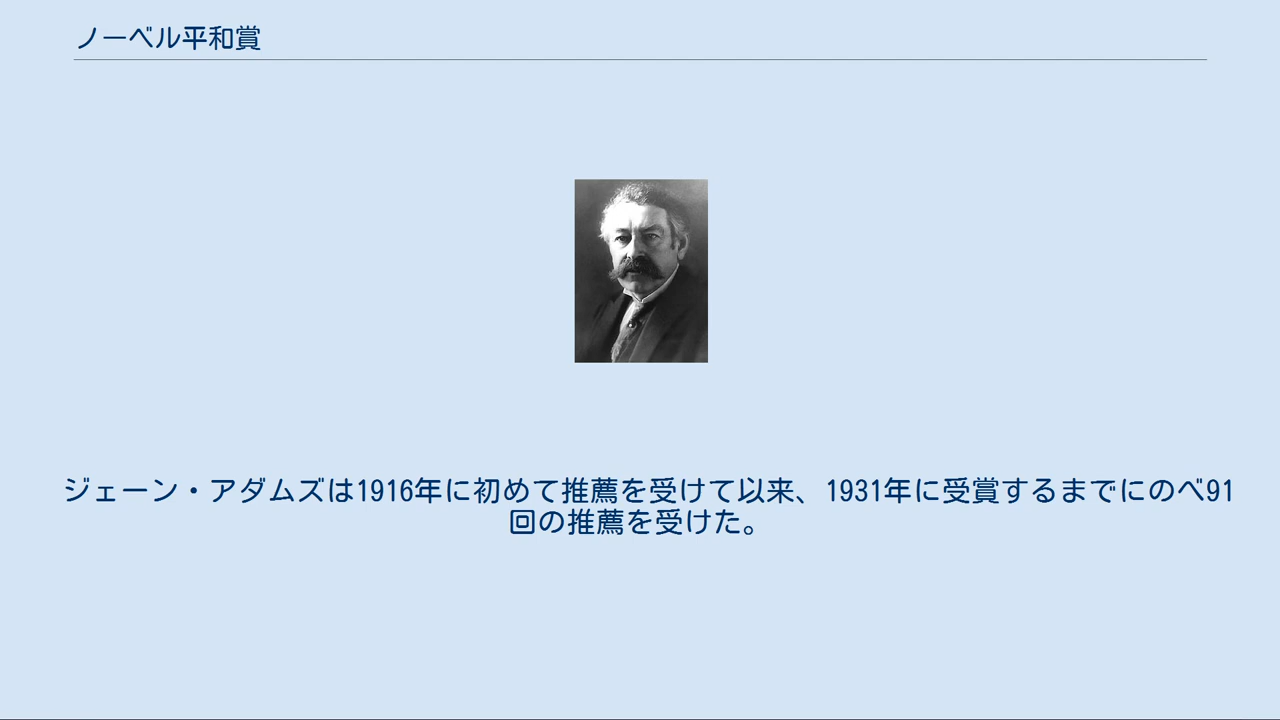 ノーベル平和賞
ジェーン・アダムズは1916年に初めて推薦を受けて以来、1931年に受賞するまでにのべ91
回の推薦を受けた。